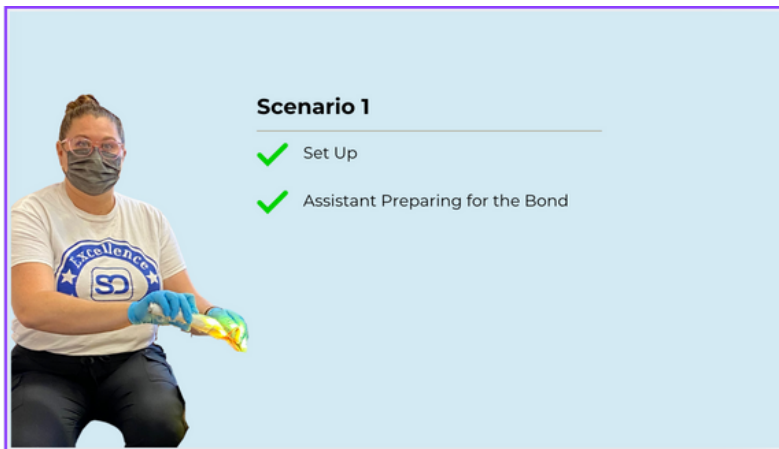 Scenario 1
Set Up
Assistant Preparing for the Bond
Excellence
SO